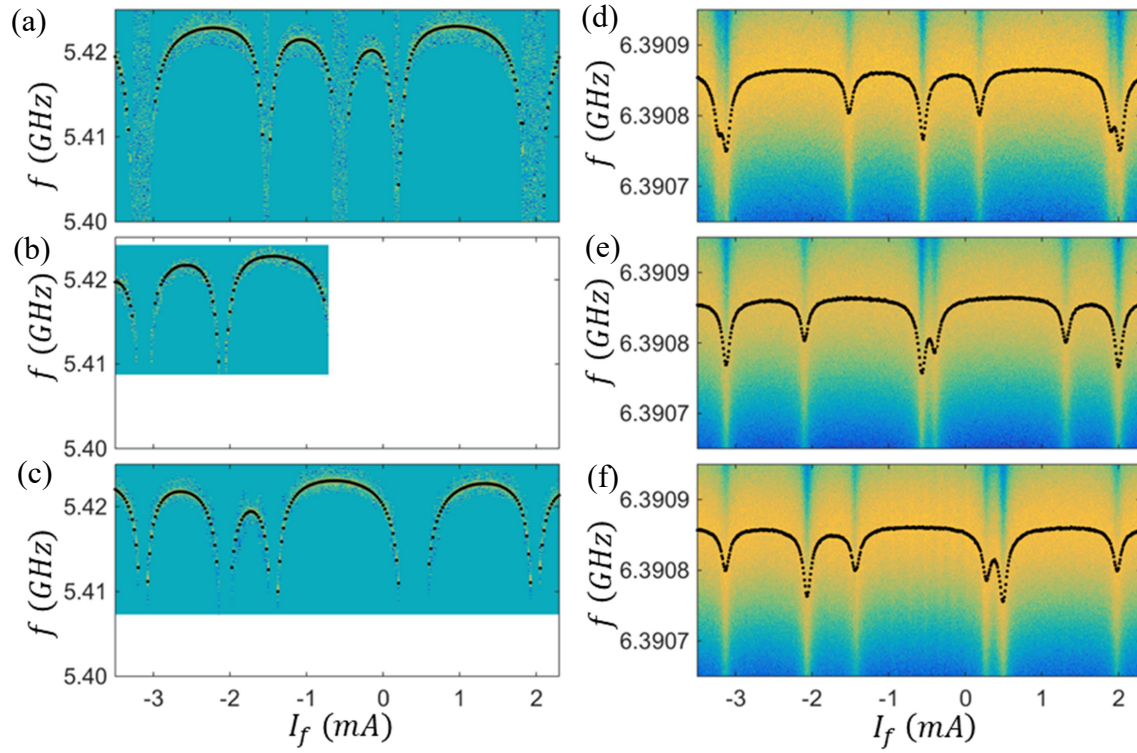 (a)
5.42
5.41
5.40
f (GHz)
(b)
5.42
5.41
5.40
f (GHz)
(c)
5.42
5.41
5.40
f (GHz)
-3 -2 -1 0 1 2
I_f (mA)
(d)
6.3909
6.3908
6.3907
f (GHz)
(e)
6.3909
6.3908
6.3907
f (GHz)
(f)
6.3909
6.3908
6.3907
f (GHz)
-3 -2 -1 0 1 2
I_f (mA)